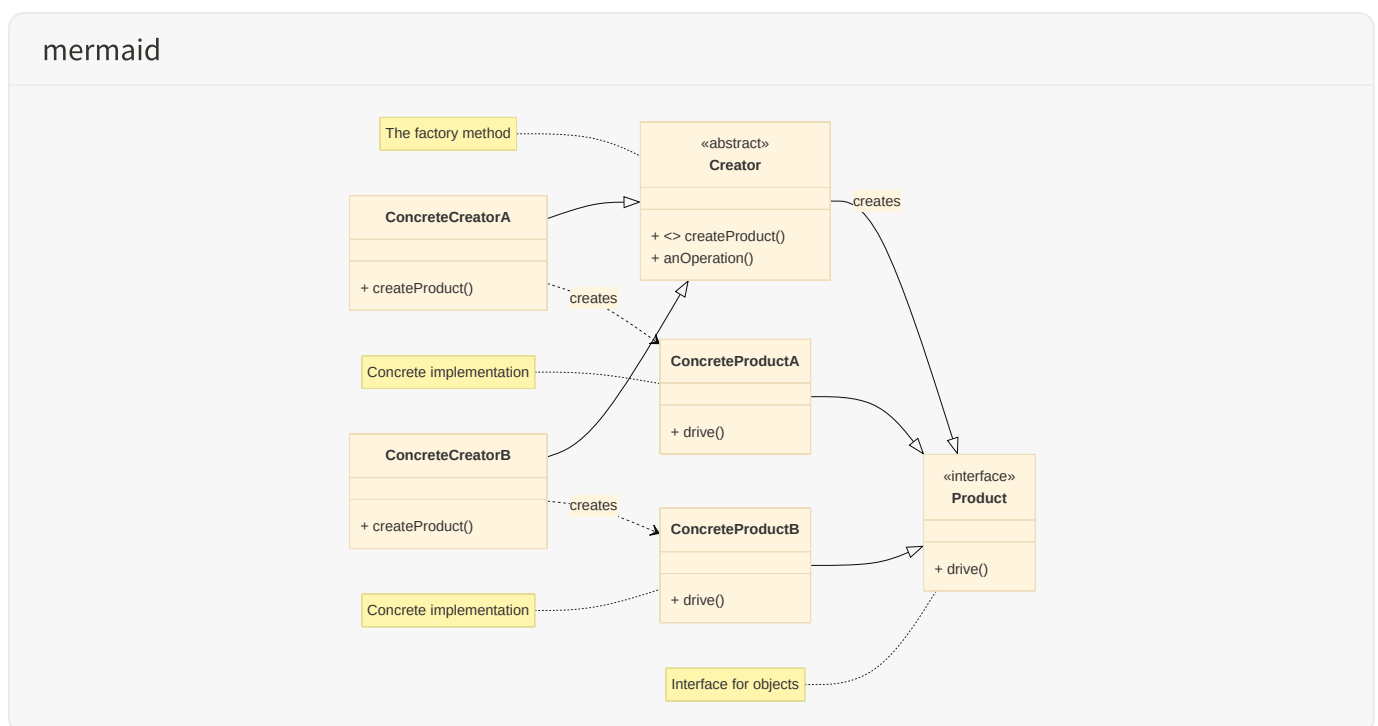 mermaid
The factory method
«abstract»
Creator
+ <> createProduct()
+ anOperation()
creates
ConcreteCreatorA
+ createProduct()
creates
Concrete implementation
ConcreteProductA
+ drive()
ConcreteCreatorB
+ createProduct()
creates
«interface»
Product
+ drive()
ConcreteProductB
+ drive()
Concrete implementation
Interface for objects